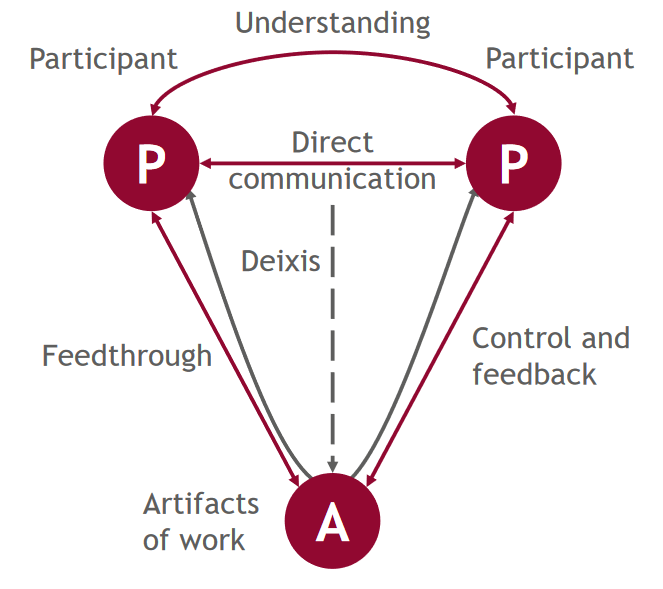 Understanding
Participant
Participant
P
Direct
communication
P
Deixis
Feedthrough
Control and
feedback
Artifacts
of work
A